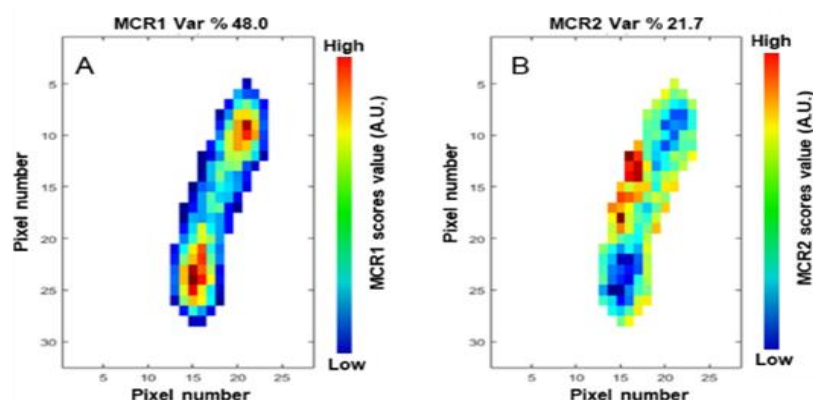 MCR1 Var % 48.0
A
High
5
10
15
20
25
30
Pixel number
5 10 15 20 25
Pixel number
MCR1 scores value (A.U.)
Low
MCR2 Var % 21.7
B
High
5
10
15
20
25
30
Pixel number
5 10 15 20 25
Pixel number
MCR2 scores value (A.U.)
Low